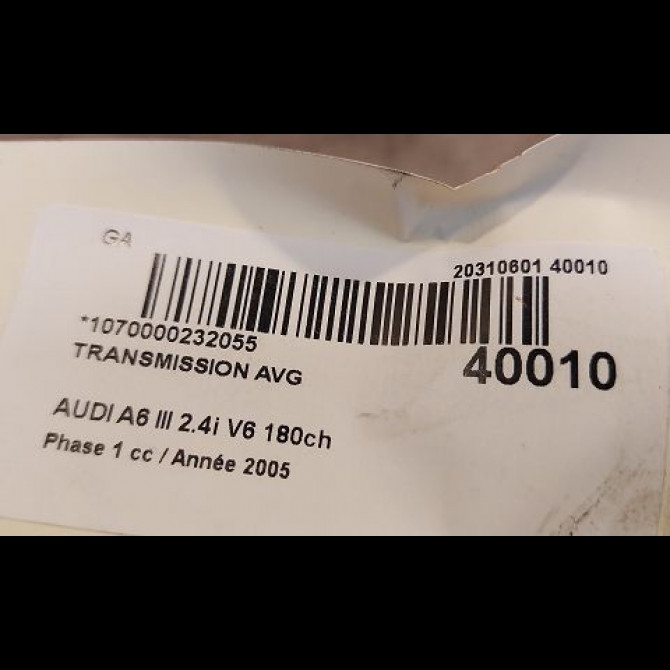 GA
20310601 40010
*1070000232055
40010
TRANSMISSION AVG
AUDI A6 III 2.4i V6 180ch
Phase 1 cc / Année 2005